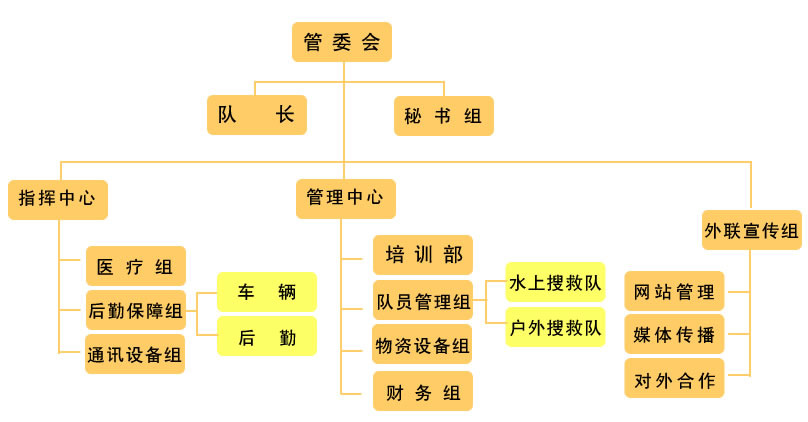 管委会
队长
秘书组
指挥中心
管理中心
外联宣传组
医疗组
后勤保障组
通讯设备组
车辆
后勤
培训部
队员管理组
物资设备组
财务组
水上搜救队
户外搜救队
网站管理
媒体传播
对外合作